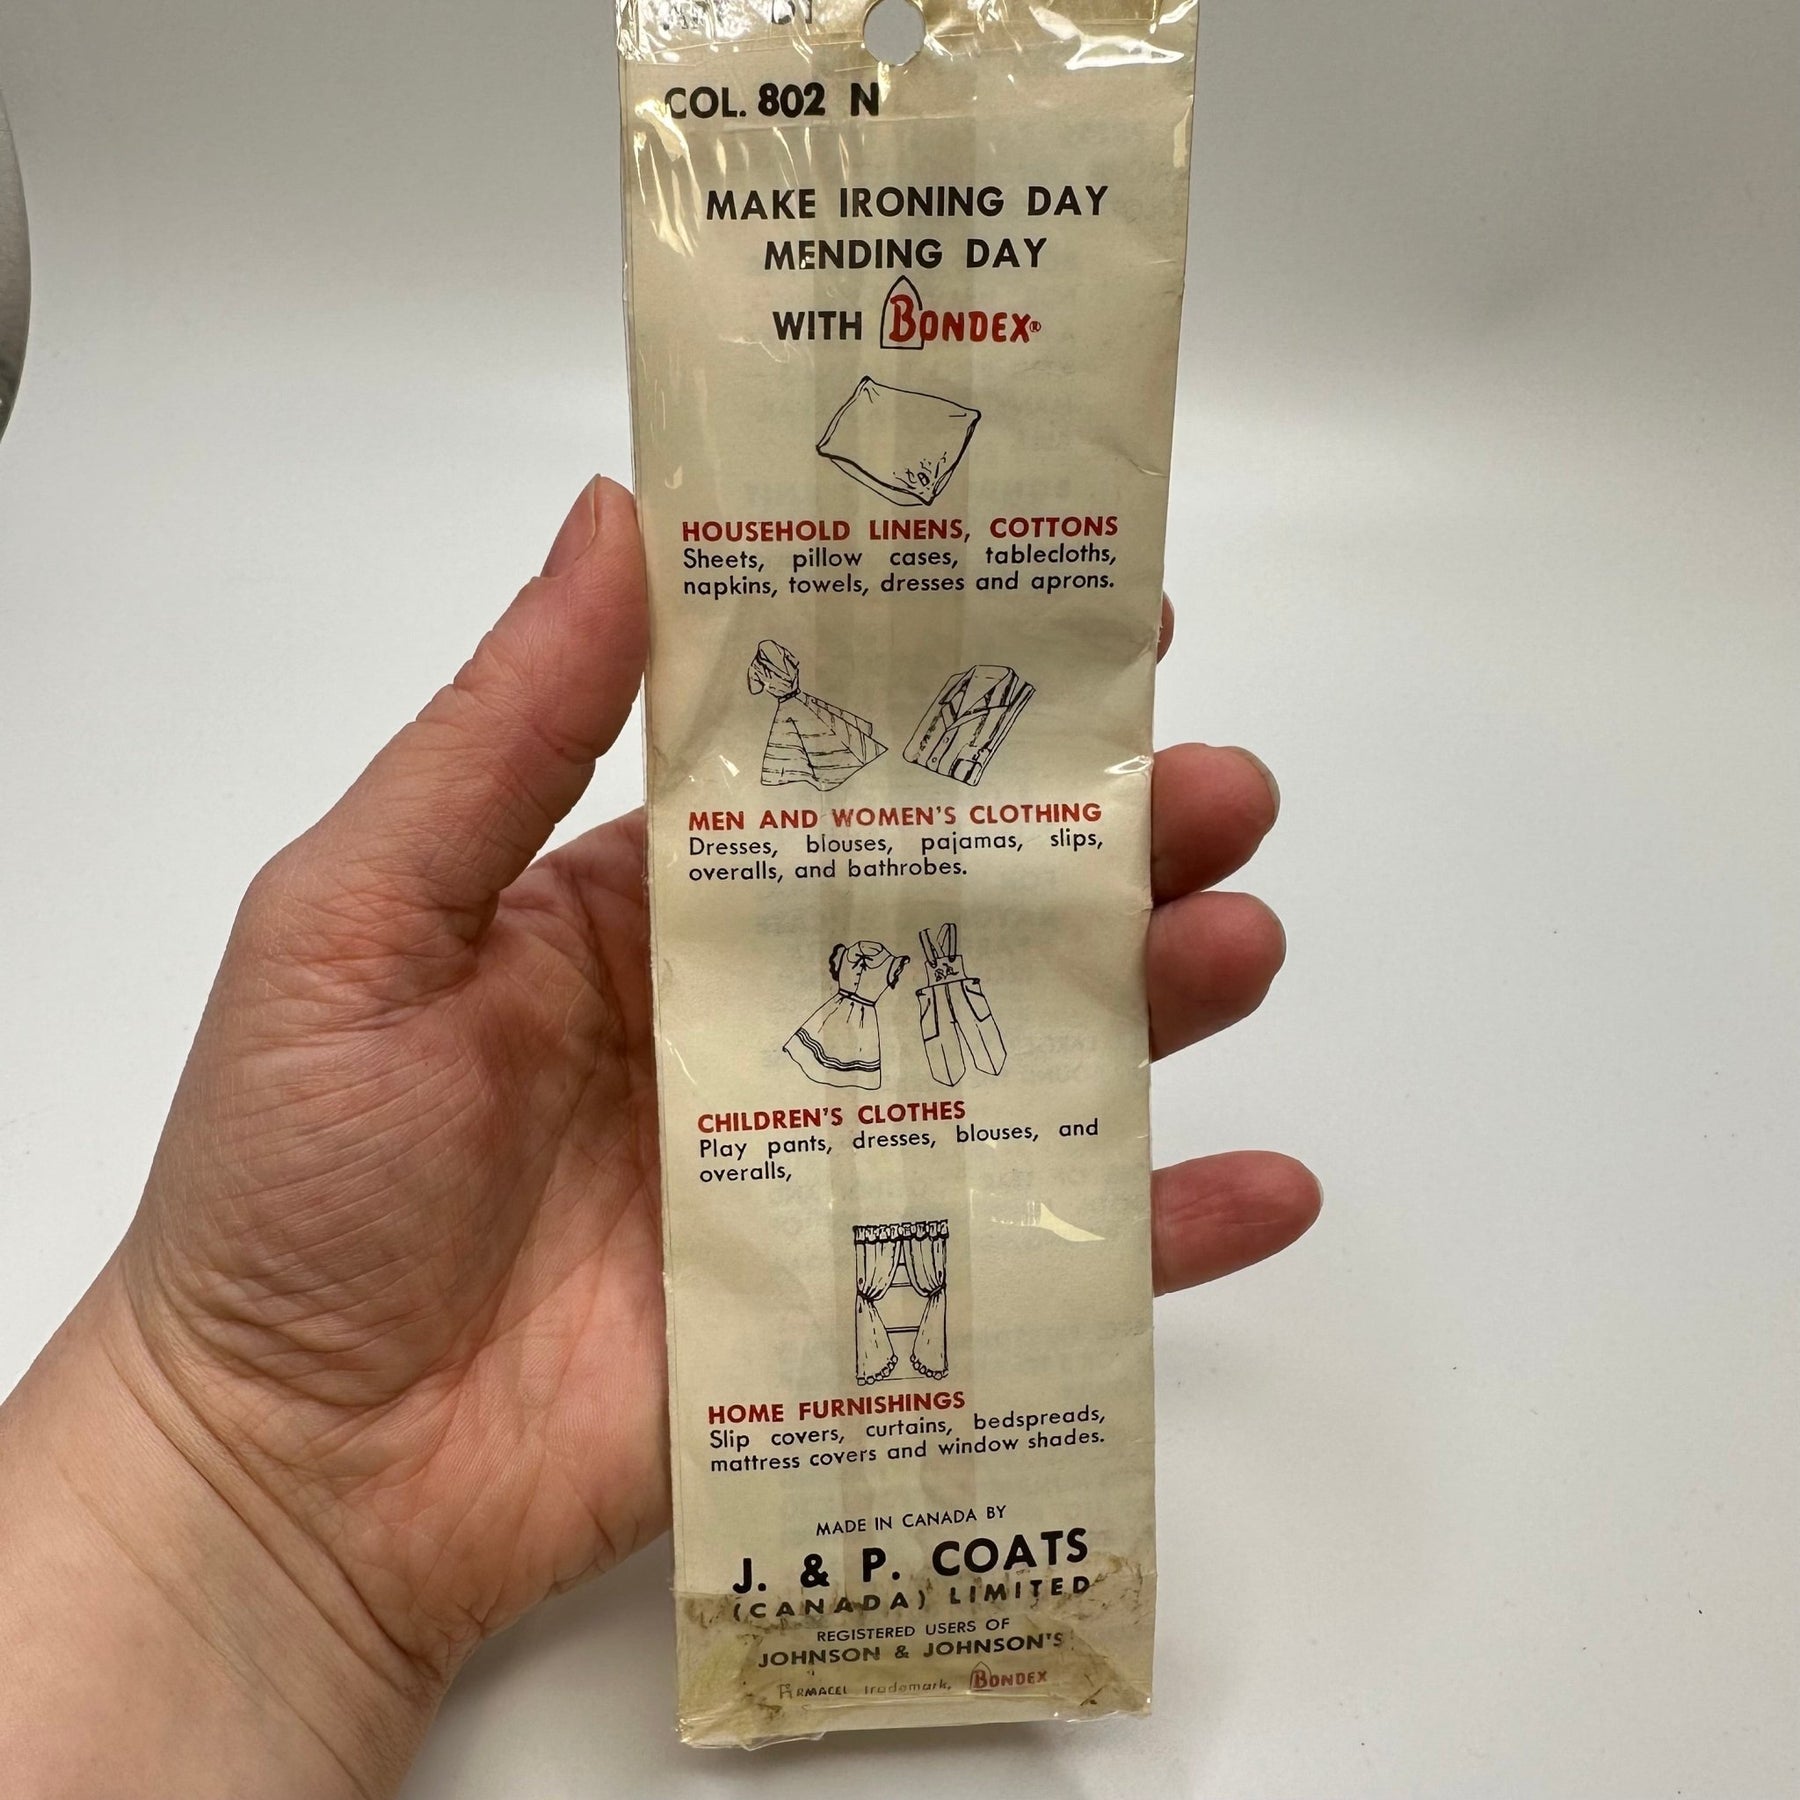 COL. 802 N
MAKE IRONING DAY
MENDING DAY
WITH BONDEX®
HOUSEHOLD LINENS, COTTONS
Sheets, pillow cases, tablecloths,
napkins, towels, dresses and aprons.
MEN AND WOMEN'S CLOTHING
Dresses, blouses, pajamas, slips,
overalls, and bathrobes.
CHILDREN'S CLOTHES
Play pants, dresses, blouses, and
overalls,
HOME FURNISHINGS
Slip covers, curtains, bedspreads,
mattress covers and window shades.
MADE IN CANADA BY
J. & P. COATS
(CANADA) LIMITED
REGISTERED USERS OF
JOHNSON & JOHNSON'S
PERMACEL trademark, BONDEX